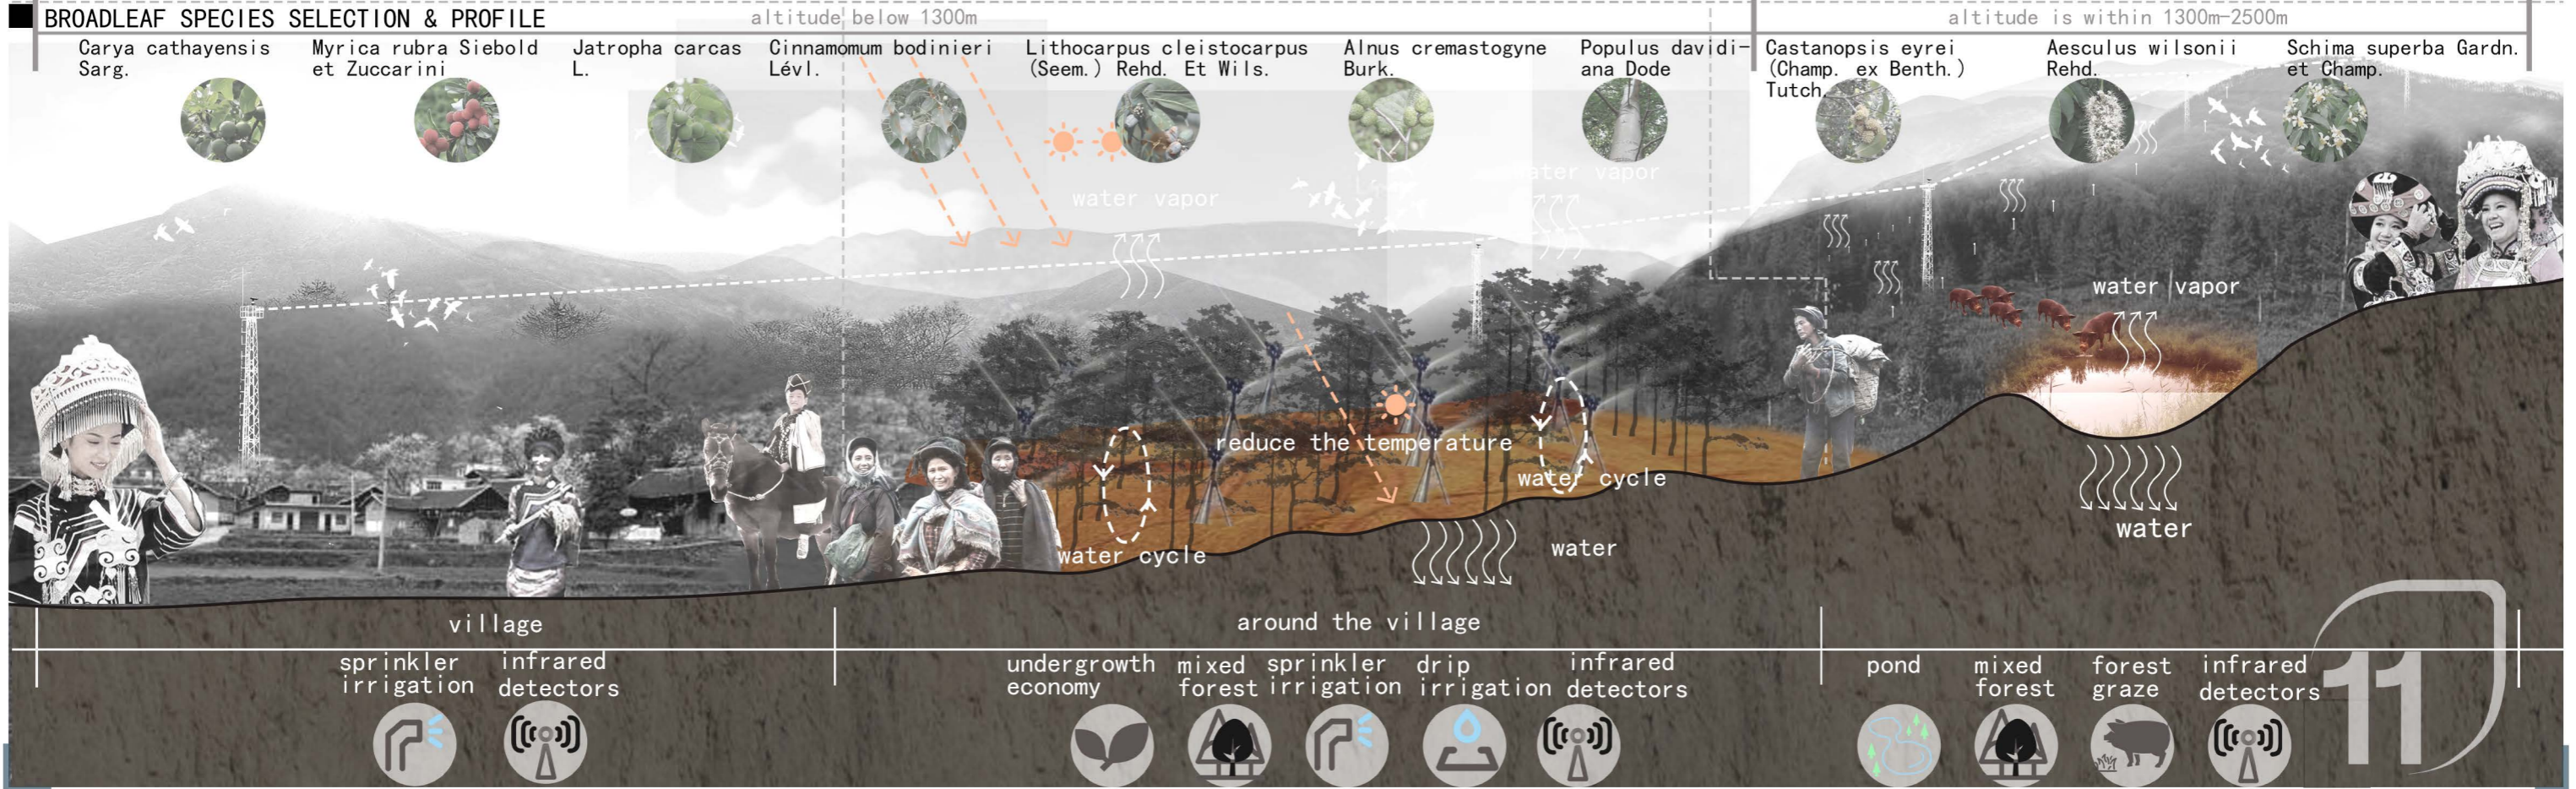 BROADLEAF SPECIES SELECTION & PROFILE
altitude below 1300m
altitude is within 1300m-2500m
Carya cathayensis
Sarg.
Myrica rubra Siebold
et Zuccarini
Jatropha carcas
L.
Cinnamomum bodinieri
Lévl.
Lithocarpus cleistocarpus
(Seem.) Rehd. Et Wils.
Alnus cremastogyne
Burk.
Populus davidi-
ana Dode
Castanopsis eyrei
(Champ. ex Benth.)
Tutch.
Aesculus wilsonii
Rehd.
Schima superba Gardn.
et Champ.
water vapor
water vapor
water vapor
reduce the temperature
water cycle
water cycle
water
water
village
around the village
sprinkler
irrigation
infrared
detectors
undergrowth
economy
mixed
forest
sprinkler
irrigation
drip
irrigation
infrared
detectors
pond
mixed
forest
forest
graze
infrared
detectors
11